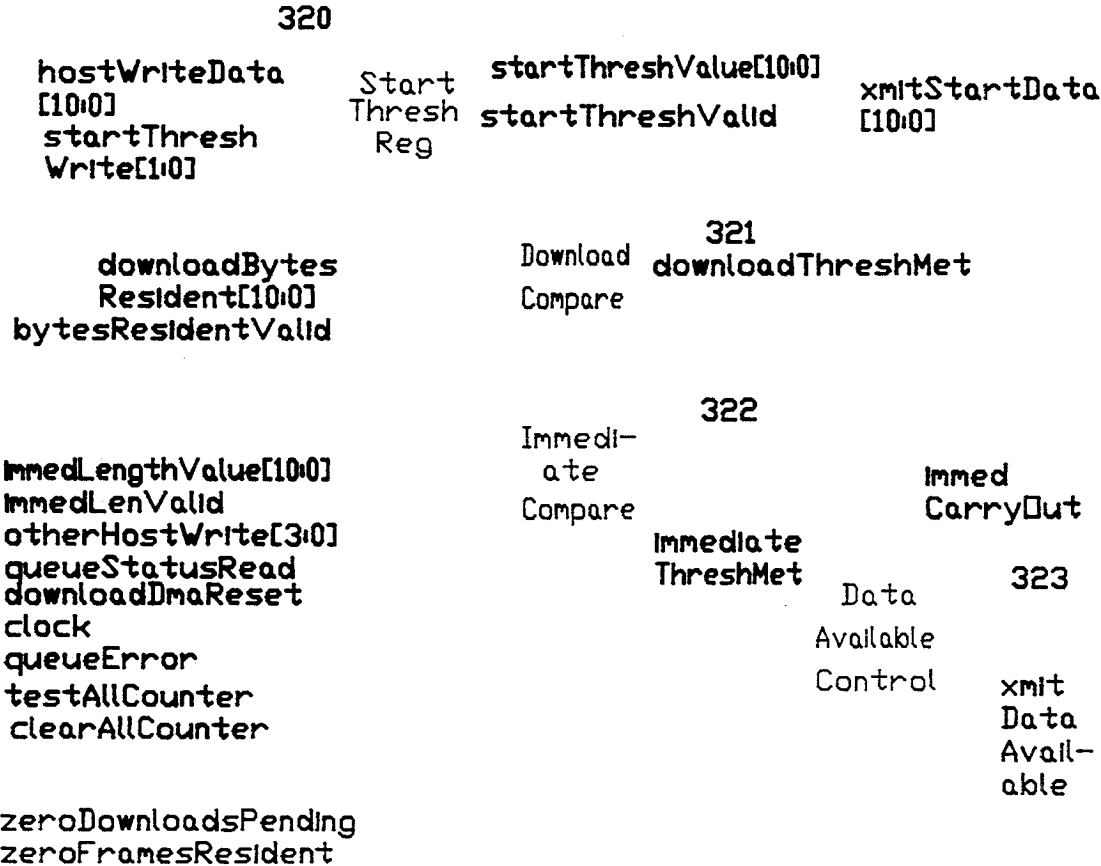 320
hostWriteData
[10:0]
startThresh
Write[1:0]
Start
Thresh
Reg
startThreshValue[10:0]
startThreshValid
xmitStartData
[10:0]
downloadBytes
Resident[10:0]
bytesResidentValid
Download
Compare
321
downloadThreshMet
322
Immedi-
ate
Compare
immedLengthValue[10:0]
immedLenValid
otherHostWrite[3:0]
queueStatusRead
downloadDmaReset
clock
queueError
testAllCounter
clearAllCounter
immediate
ThreshMet
immed
CarryOut
323
Data
Available
Control
xmit
Data
Avail-
able
zeroDownloadsPending
zeroFramesResident